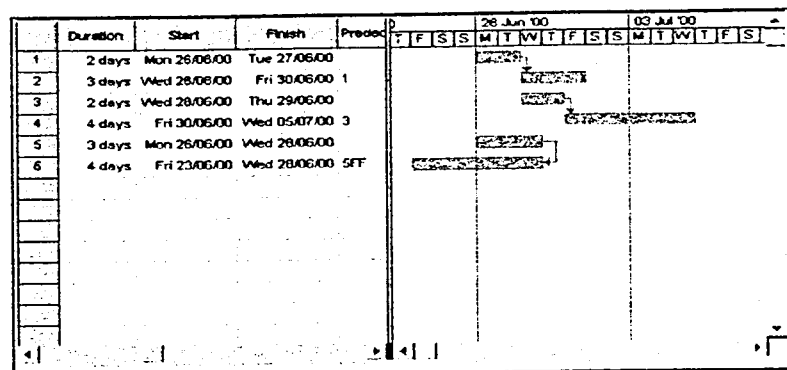 26 Jun '00 03 Jul '00
Duration Start Finish Predec T F S S M T W T F S S M T W T F S
1 2 days Mon 26/06/00 Tue 27/06/00
2 3 days Wed 28/06/00 Fri 30/06/00 1
3 2 days Wed 28/06/00 Thu 29/06/00
4 4 days Fri 30/06/00 Wed 05/07/00 3
5 3 days Mon 26/06/00 Wed 28/06/00
6 4 days Fri 23/06/00 Wed 28/06/00 5FF